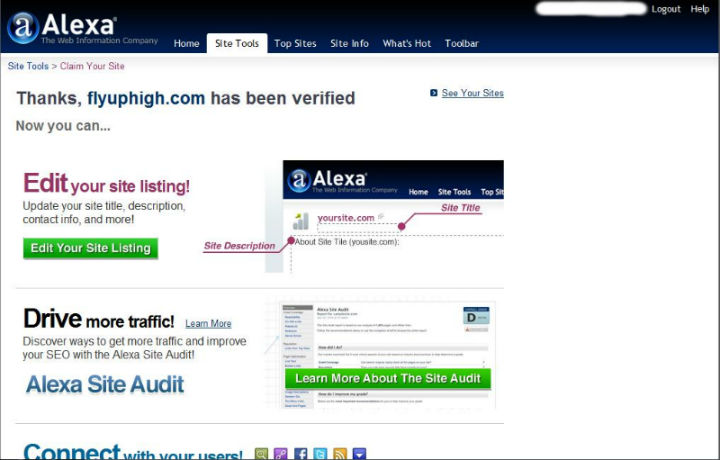 Logout Help
Alexa®
The Web Information Company
Home Site Tools Top Sites Site Info What's Hot Toolbar
Site Tools > Claim Your Site
Thanks, flyuphigh.com has been verified
See Your Sites
Now you can...
Edit your site listing!
Update your site title, description,
contact info, and more!
Edit Your Site Listing
Alexa®
The Web Information Company
Home Site Tools Top Sit
yoursite.com
Site Title
Site Description
About Site Tile (yousite.com):
Drive more traffic! Learn More
Discover ways to get more traffic and improve
your SEO with the Alexa Site Audit!
Alexa Site Audit
Alexa Site Audit
D
How did I do?
Learn More About The Site Audit
How do I improve my grade?
Connect with your users!